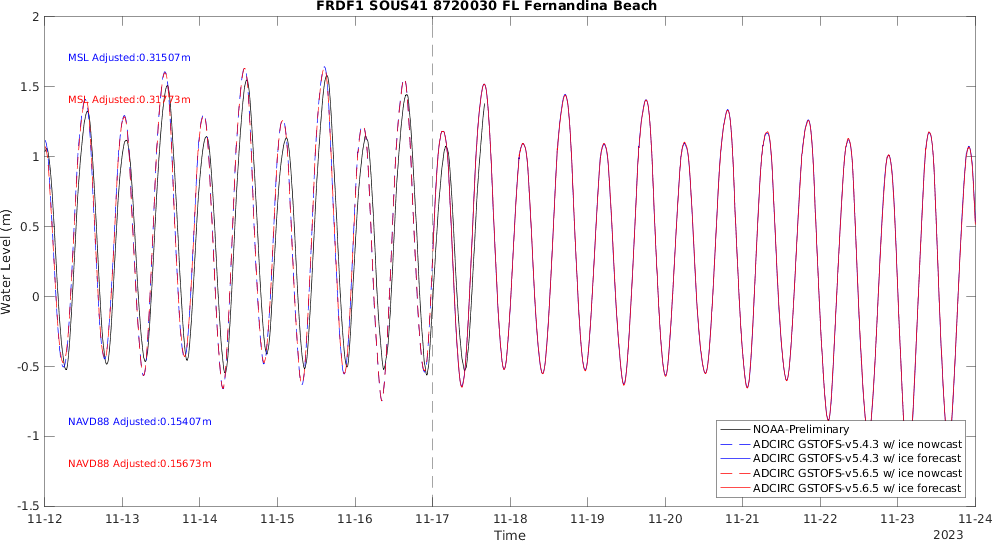 FRDF1 SOUS41 8720030 FL Fernandina Beach
2
1.5
1
0.5
0
-0.5
-1
-1.5
Water Level (m)
MSL Adjusted:0.31507m
MSL Adjusted:0.31773m
NAVD88 Adjusted:0.15407m
NAVD88 Adjusted:0.15673m
NOAA-Preliminary
ADCIRC GSTOFS-v5.4.3 w/ ice nowcast
ADCIRC GSTOFS-v5.4.3 w/ ice forecast
ADCIRC GSTOFS-v5.6.5 w/ ice nowcast
ADCIRC GSTOFS-v5.6.5 w/ ice forecast
11-12 11-13 11-14 11-15 11-16 11-17 11-18 11-19 11-20 11-21 11-22 11-23 11-24
Time
2023